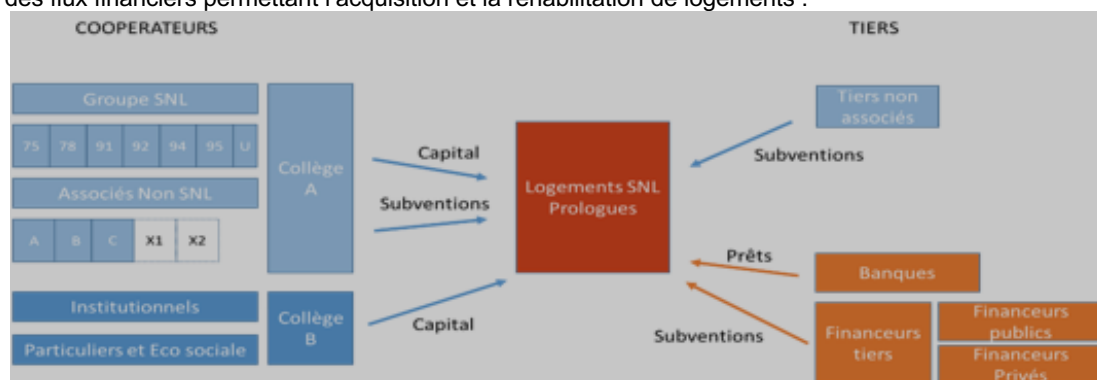 des flux financiers permettant l'acquisition et la réhabilitation de logements :
COOPERATEURS
TIERS
Groupe SNL
75 78 91 92 94 95 U
Associés Non SNL
A B C X1 X2
Collège
A
Institutionnels
Particuliers et Eco sociale
Collège
B
Capital
Subventions
Capital
Logements SNL
Prologues
Tiers non
associés
Subventions
Prêts
Banques
Subventions
Financeurs
tiers
Financeurs
publics
Financeurs
Privés